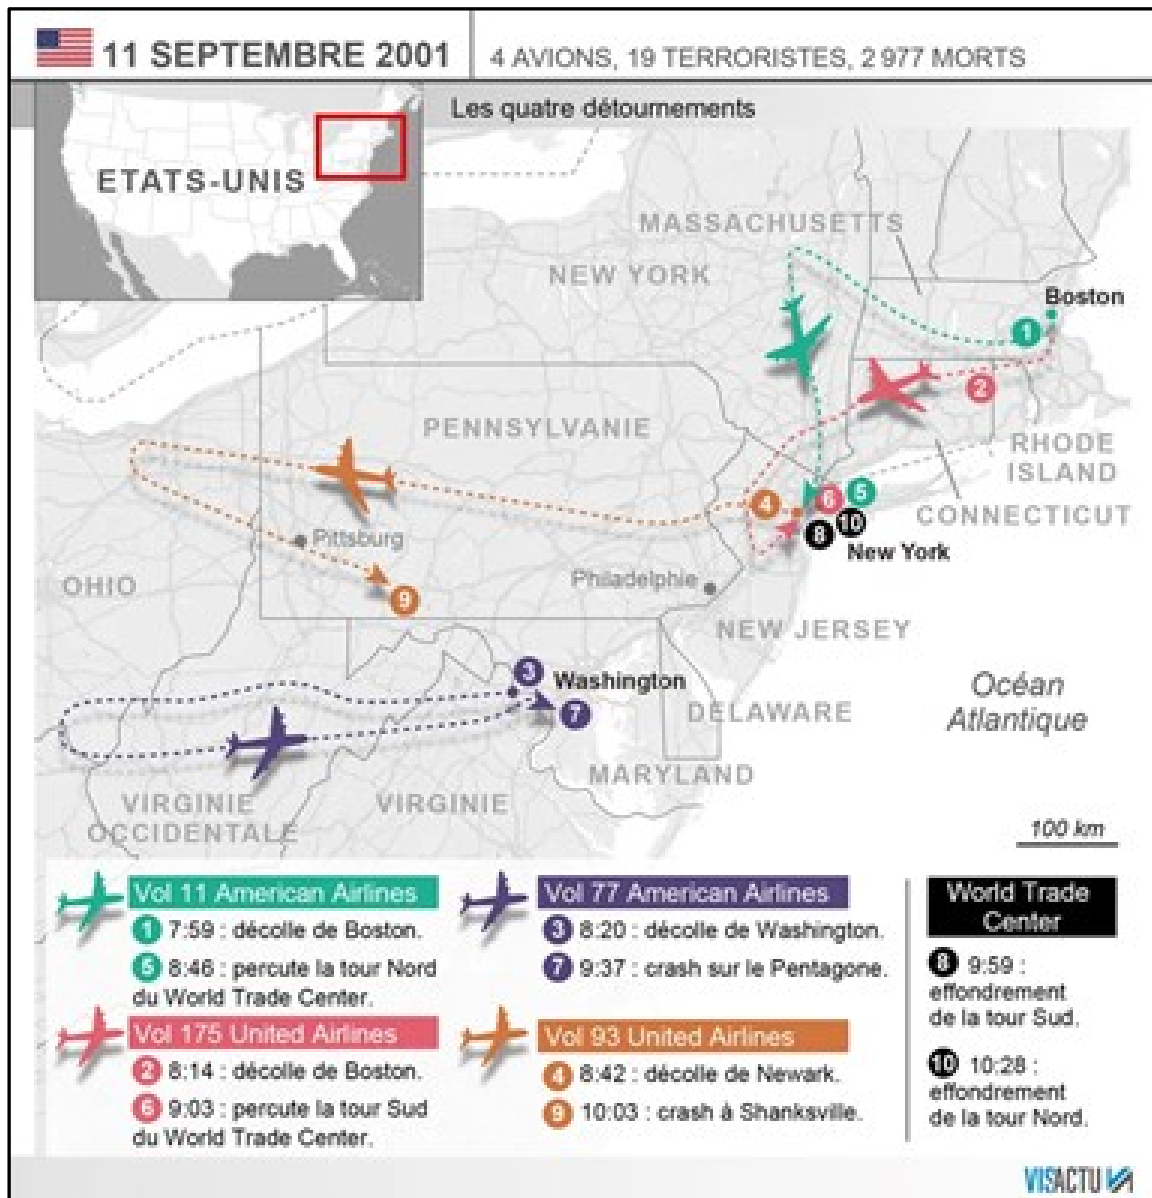 11 SEPTEMBRE 2001
4 AVIONS, 19 TERRORISTES, 2 977 MORTS
Les quatre détournements
ETATS-UNIS
MASSACHUSETTS
NEW YORK
Boston
1
2
PENNSYLVANIE
RHODE
ISLAND
4
6
5
CONNECTICUT
8
10
New York
Pittsburg
OHIO
9
Philadelphie
NEW JERSEY
3
Washington
7
DELAWARE
Océan
Atlantique
MARYLAND
VIRGINIE
OCCIDENTALE
VIRGINIE
100 km
Vol 11 American Airlines
1 7:59 : décolle de Boston.
5 8:46 : percute la tour Nord
du World Trade Center.
Vol 175 United Airlines
2 8:14 : décolle de Boston.
6 9:03 : percute la tour Sud
du World Trade Center.
Vol 77 American Airlines
3 8:20 : décolle de Washington.
7 9:37 : crash sur le Pentagone.
Vol 93 United Airlines
4 8:42 : décolle de Newark.
9 10:03 : crash à Shanksville.
World Trade
Center
8 9:59 :
effondrement
de la tour Sud.
10 10:28 :
effondrement
de la tour Nord.
VISACTU